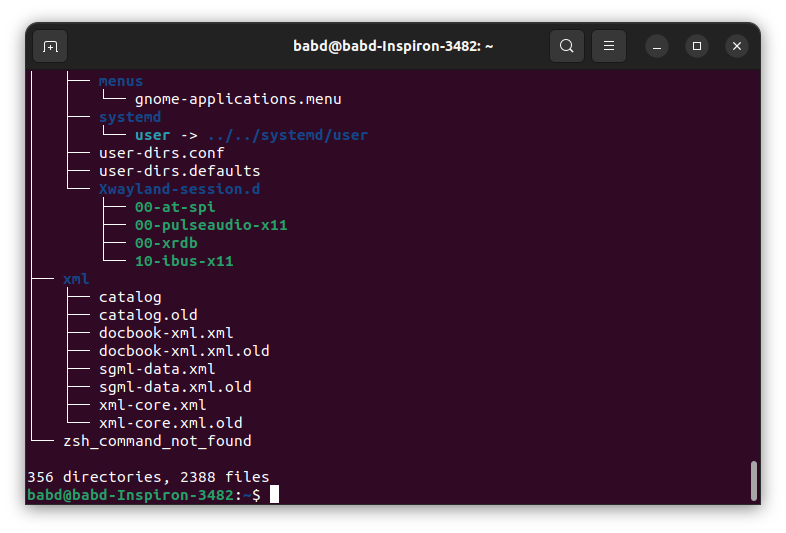 babd@babd-Inspiron-3482: ~
menus
gnome-applications.menu
systemd
user -> ../../systemd/user
user-dirs.conf
user-dirs.defaults
Xwayland-session.d
00-at-spi
00-pulseaudio-x11
00-xrdb
10-ibus-x11
xml
catalog
catalog.old
docbook-xml.xml
docbook-xml.xml.old
sgml-data.xml
sgml-data.xml.old
xml-core.xml
xml-core.xml.old
zsh_command_not_found
356 directories, 2388 files
babd@babd-Inspiron-3482:~$